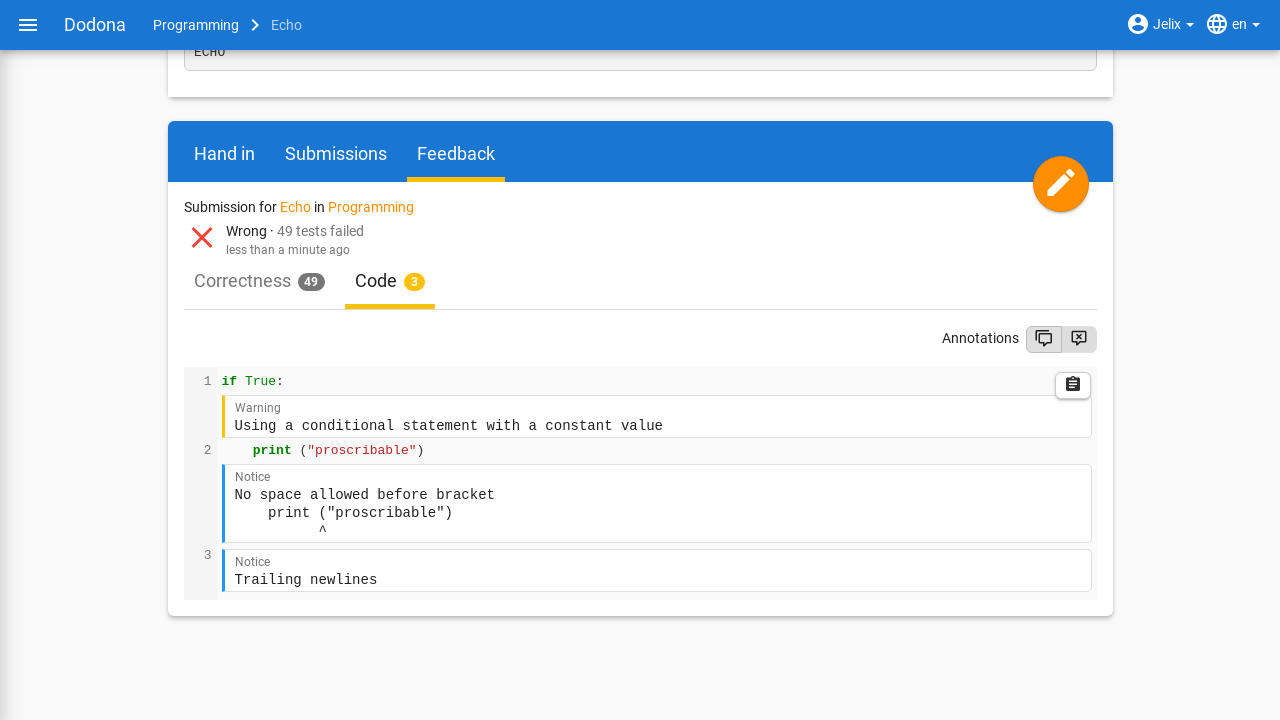 Dodona Programming Echo Jelix en
ECHO
Hand in Submissions Feedback
Submission for Echo in Programming
Wrong · 49 tests failed
less than a minute ago
Correctness 49 Code 3
Annotations
1 if True:
Warning
Using a conditional statement with a constant value
2 print ("proscribable")
Notice
No space allowed before bracket
print ("proscribable")
^
3
Notice
Trailing newlines